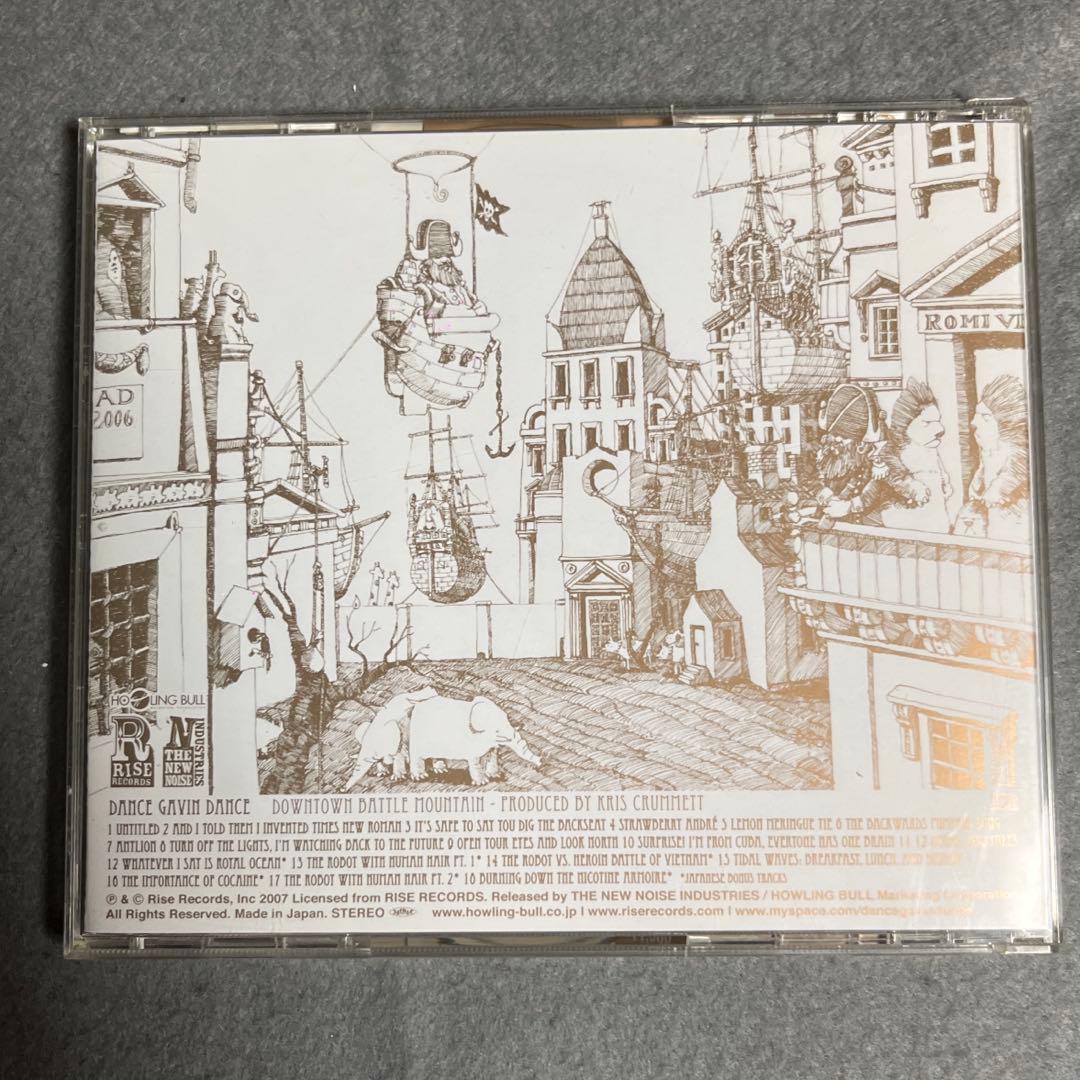 AD
2006
ROMI VI
HOWLING BULL
R
RISE
RECORDS
N
THE
NEW
NOISE
INDUSTRIES
DANCE GAVIN DANCE DOWNTOWN BATTLE MOUNTAIN - PRODUCED BY KRIS CRUMMETT
1 UNTITLED 2 AND I TOLD THEM I INVENTED TIMES NEW ROMAN 3 IT'S SAFE TO SAY YOU DIG THE BACKSEAT 4 STRAWBERRY ANDRÉ 5 LEMON MERINGUE TIE 6 THE BACKWARDS
7 ANTLION 8 TURN OFF THE LIGHTS, I'M WATCHING BACK TO THE FUTURE 9 OPEN YOUR EYES AND LOOK NORTH 10 SURPRISE! I'M FROM CUBA, EVERYONE HAS ONE BRAIN 11
12 WHATEVER I SAY IS ROYAL OCEAN* 13 THE ROBOT WITH HUMAN HAIR PT. 1* 14 THE ROBOT VS. HEROIN BATTLE OF VIETNAM* 15 TIDAL WAVES: BREAKFAST, LUNCH, AND
16 THE IMPORTANCE OF COCAINE* 17 THE ROBOT WITH HUMAN HAIR PT. 2* 18 BURNING DOWN THE NICOTINE ARMOIRE* *JAPANESE BONUS TRACKS
℗ & © Rise Records, Inc 2007 Licensed from RISE RECORDS. Released by THE NEW NOISE INDUSTRIES / HOWLING BULL Marketing Corporatio
All Rights Reserved. Made in Japan. STEREO www.howling-bull.co.jp I www.riserecords.com I www.myspace.com/dancegavindance